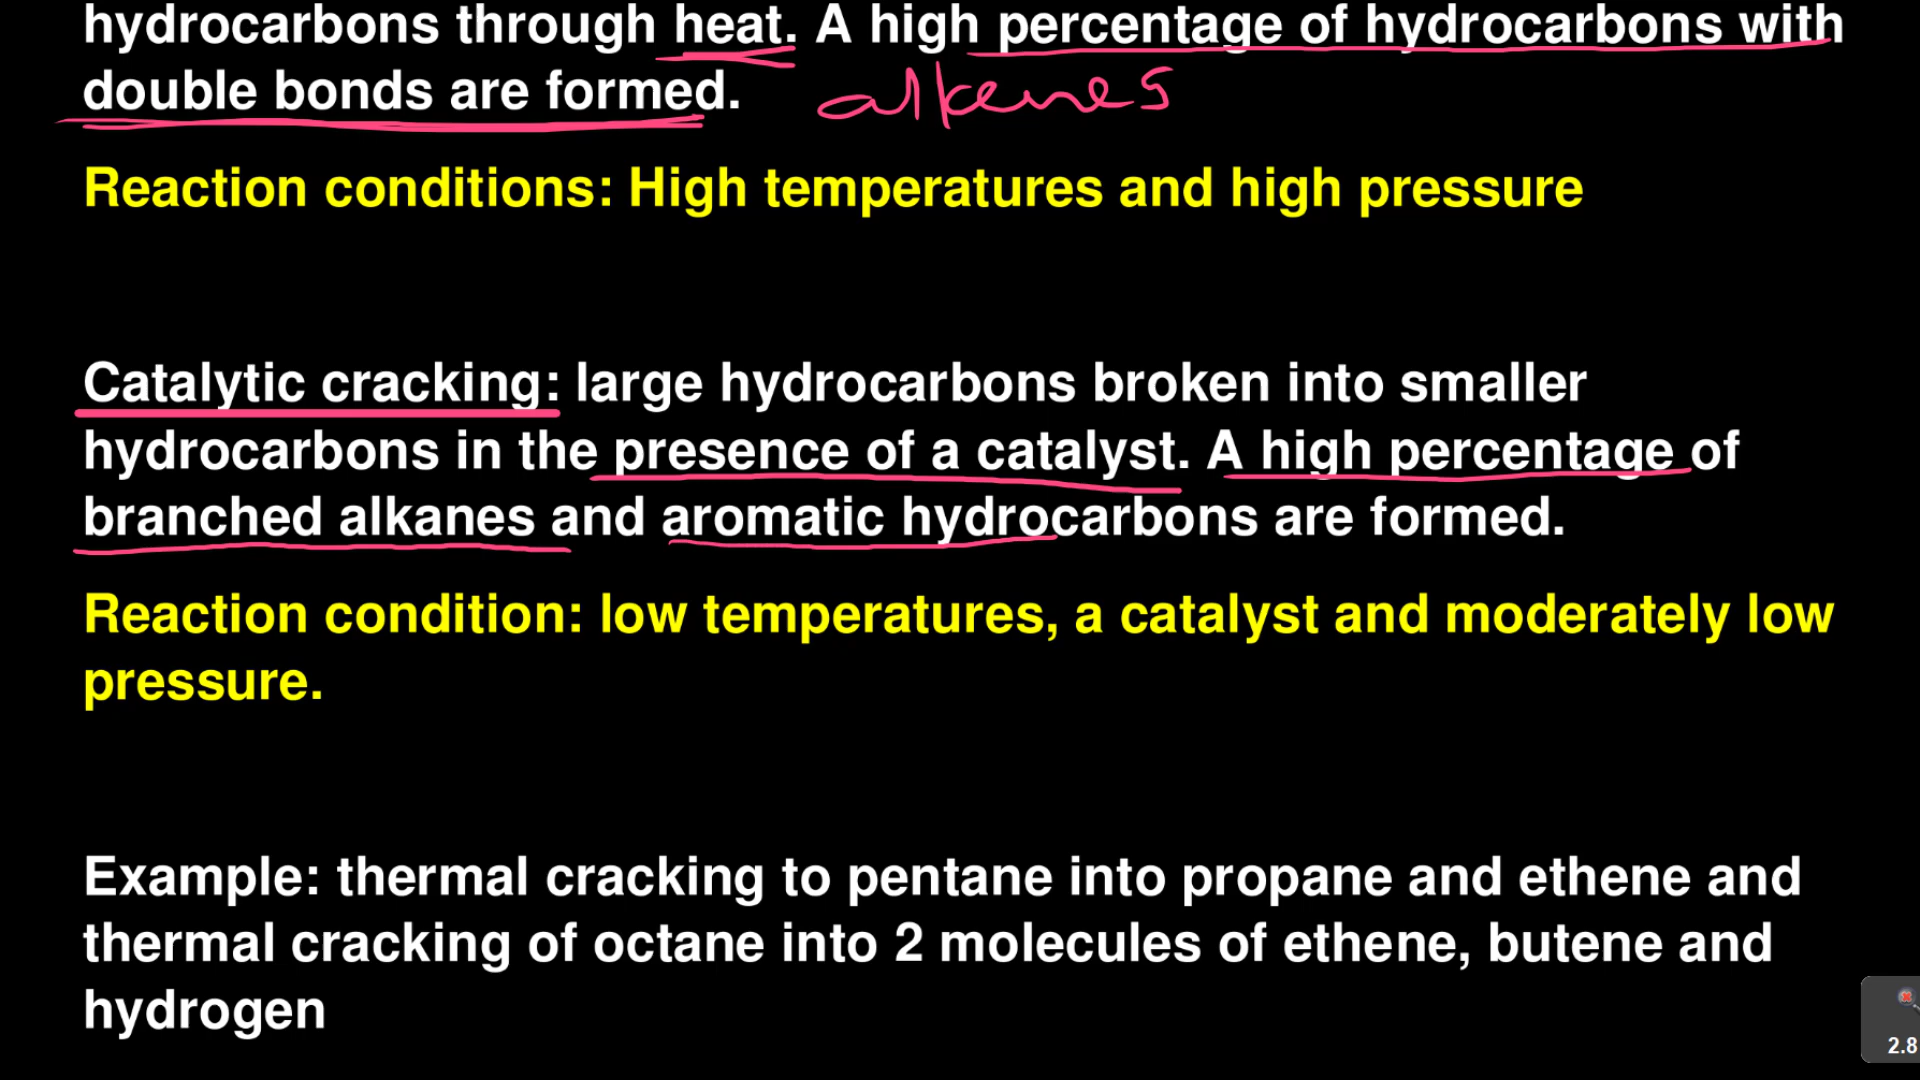 hydrocarbons through heat. A high percentage of hydrocarbons with
double bonds are formed. alkenes
Reaction conditions: High temperatures and high pressure
Catalytic cracking: large hydrocarbons broken into smaller
hydrocarbons in the presence of a catalyst. A high percentage of
branched alkanes and aromatic hydrocarbons are formed.
Reaction condition: low temperatures, a catalyst and moderately low
pressure.
Example: thermal cracking to pentane into propane and ethene and
thermal cracking of octane into 2 molecules of ethene, butene and
hydrogen
2.8